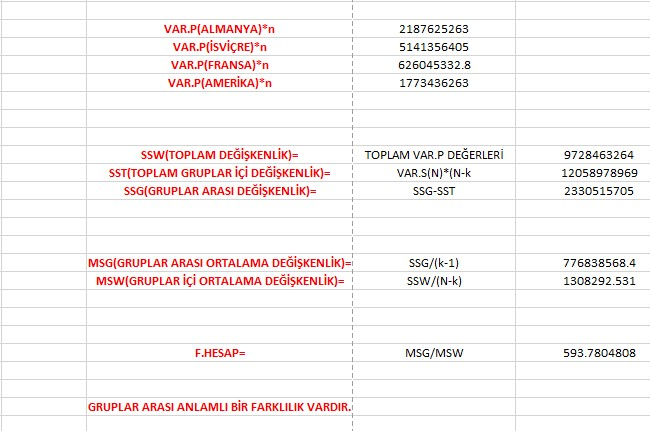 VAR.P(ALMANYA)*n 2187625263
VAR.P(İSVİÇRE)*n 5141356405
VAR.P(FRANSA)*n 626045332.8
VAR.P(AMERİKA)*n 1773436263
SSW(TOPLAM DEĞİŞKENLİK)= TOPLAM VAR.P DEĞERLERİ 9728463264
SST(TOPLAM GRUPLAR İÇİ DEĞİŞKENLİK)= VAR.S(N)*(N-k 12058978969
SSG(GRUPLAR ARASI DEĞİŞKENLİK)= SSG-SST 2330515705
MSG(GRUPLAR ARASI ORTALAMA DEĞİŞKENLİK)= SSG/(k-1) 776838568.4
MSW(GRUPLAR İÇİ ORTALAMA DEĞİŞKENLİK)= SSW/(N-k) 1308292.531
F.HESAP= MSG/MSW 593.7804808
GRUPLAR ARASI ANLAMLI BİR FARKLILIK VARDIR.